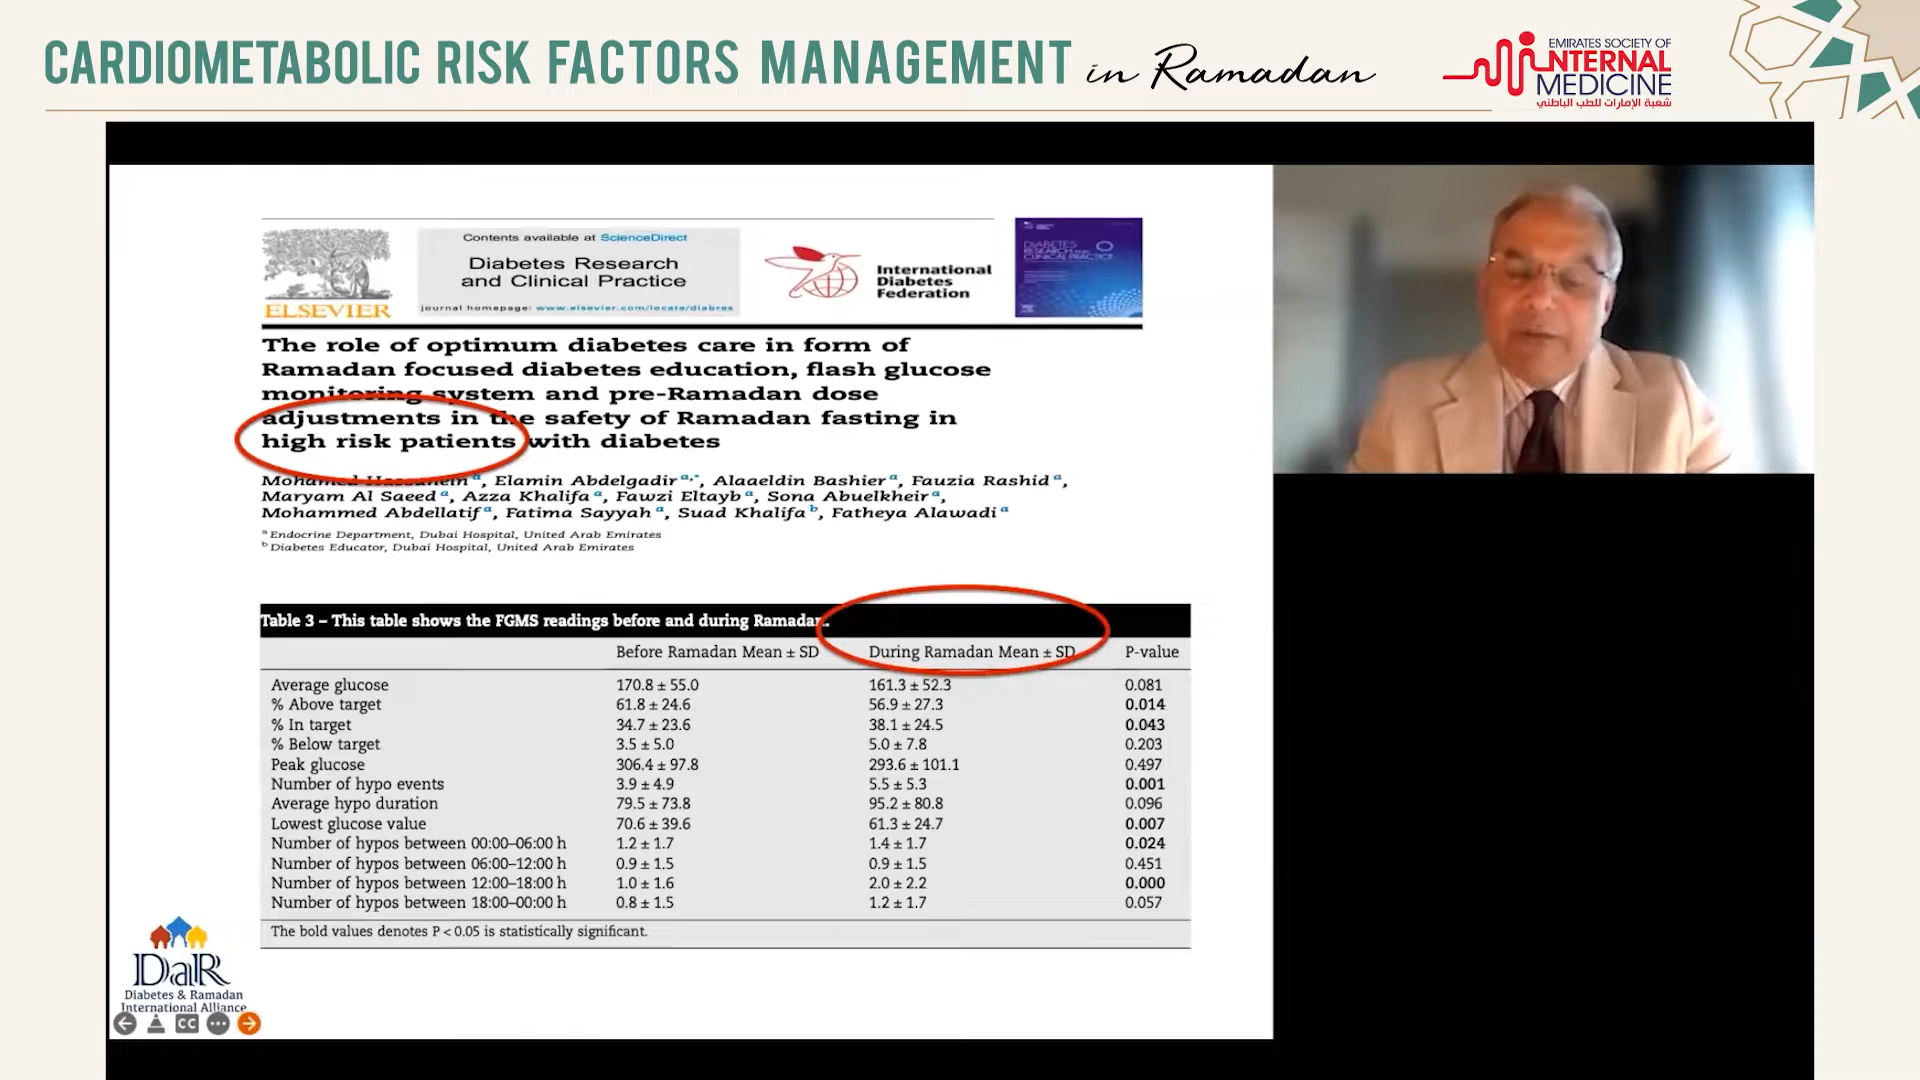 CARDIOMETABOLIC RISK FACTORS MANAGEMENT in Ramadan
EMIRATES SOCIETY OF
INTERNAL
MEDICINE
شعبة الإمارات للطب الباطني
Contents available at ScienceDirect
Diabetes Research
and Clinical Practice
journal homepage: www.elsevier.com/locate/diabres
ELSEVIER
International
Diabetes
Federation
DIABETES
RESEARCH AND
CLINICAL PRACTICE
The role of optimum diabetes care in form of
Ramadan focused diabetes education, flash glucose
monitoring system and pre-Ramadan dose
adjustments in the safety of Ramadan fasting in
high risk patients with diabetes
Mohamed Hassanein a, Elamin Abdelgadir a,*, Alaaeldin Bashier a, Fauzia Rashid a,
Maryam Al Saeed a, Azza Khalifa a, Fawzi Eltayb a, Sona Abuelkheir a,
Mohammed Abdellatif a, Fatima Sayyah a, Suad Khalifa b, Fatheya Alawadi a
a Endocrine Department, Dubai Hospital, United Arab Emirates
b Diabetes Educator, Dubai Hospital, United Arab Emirates
Table 3 – This table shows the FGMS readings before and during Ramadan.
Before Ramadan Mean ± SD During Ramadan Mean ± SD P-value
Average glucose 170.8 ± 55.0 161.3 ± 52.3 0.081
% Above target 61.8 ± 24.6 56.9 ± 27.3 0.014
% In target 34.7 ± 23.6 38.1 ± 24.5 0.043
% Below target 3.5 ± 5.0 5.0 ± 7.8 0.203
Peak glucose 306.4 ± 97.8 293.6 ± 101.1 0.497
Number of hypo events 3.9 ± 4.9 5.5 ± 5.3 0.001
Average hypo duration 79.5 ± 73.8 95.2 ± 80.8 0.096
Lowest glucose value 70.6 ± 39.6 61.3 ± 24.7 0.007
Number of hypos between 00:00–06:00 h 1.2 ± 1.7 1.4 ± 1.7 0.024
Number of hypos between 06:00–12:00 h 0.9 ± 1.5 0.9 ± 1.5 0.451
Number of hypos between 12:00–18:00 h 1.0 ± 1.6 2.0 ± 2.2 0.000
Number of hypos between 18:00–00:00 h 0.8 ± 1.5 1.2 ± 1.7 0.057
The bold values denotes P < 0.05 is statistically significant.
DaR
Diabetes & Ramadan
International Alliance
CC